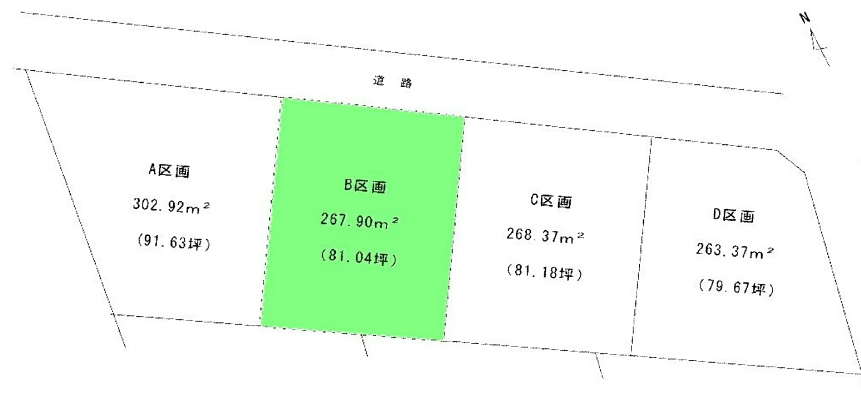 N
道路
A区画
302.92m²
(91.63坪)
B区画
267.90m²
(81.04坪)
C区画
268.37m²
(81.18坪)
D区画
263.37m²
(79.67坪)